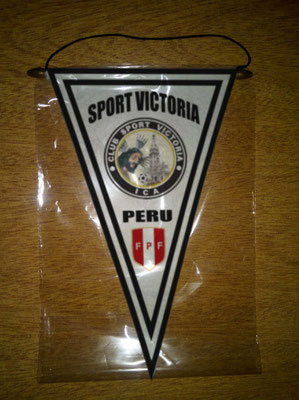 SPORT VICTORIA
CLUB SPORT VICTORIA
ICA
PERU
FPF